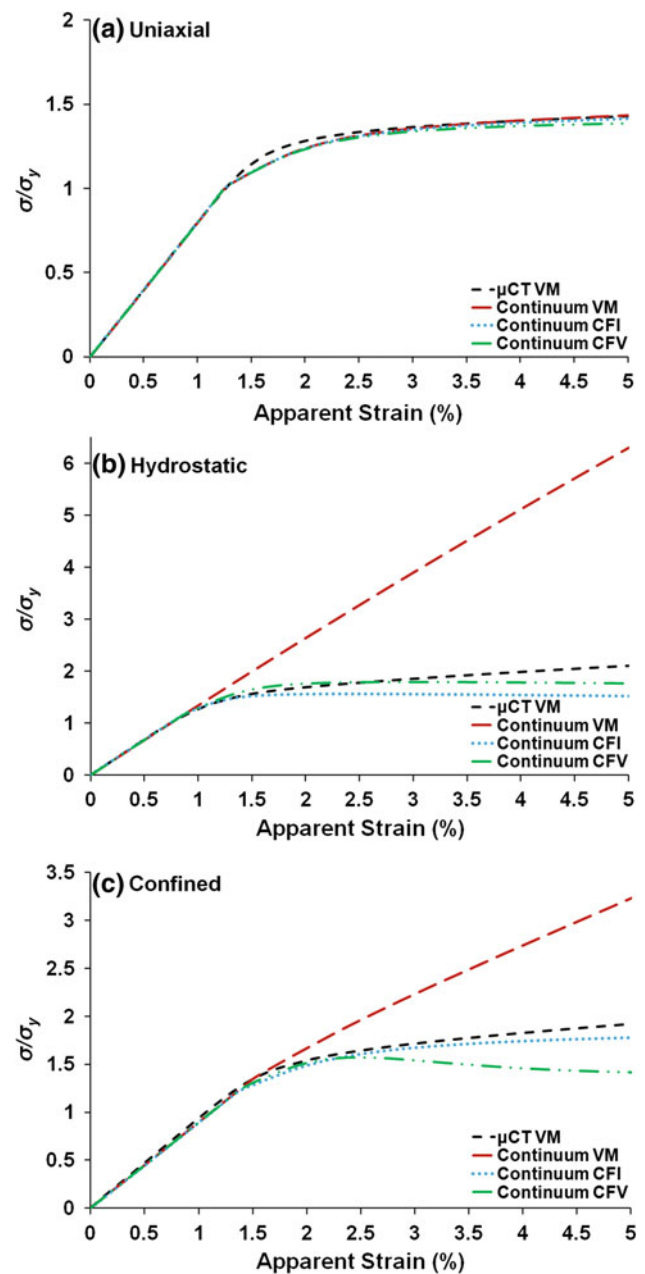 (a) Uniaxial
2
1.5
1
0.5
0
σ/σy
0 0.5 1 1.5 2 2.5 3 3.5 4 4.5 5
Apparent Strain (%)
μCT VM
Continuum VM
Continuum CFI
Continuum CFV
(b) Hydrostatic
6
5
4
3
2
1
0
σ/σy
0 0.5 1 1.5 2 2.5 3 3.5 4 4.5 5
Apparent Strain (%)
μCT VM
Continuum VM
Continuum CFI
Continuum CFV
(c) Confined
3.5
3
2.5
2
1.5
1
0.5
0
σ/σy
0 0.5 1 1.5 2 2.5 3 3.5 4 4.5 5
Apparent Strain (%)
μCT VM
Continuum VM
Continuum CFI
Continuum CFV